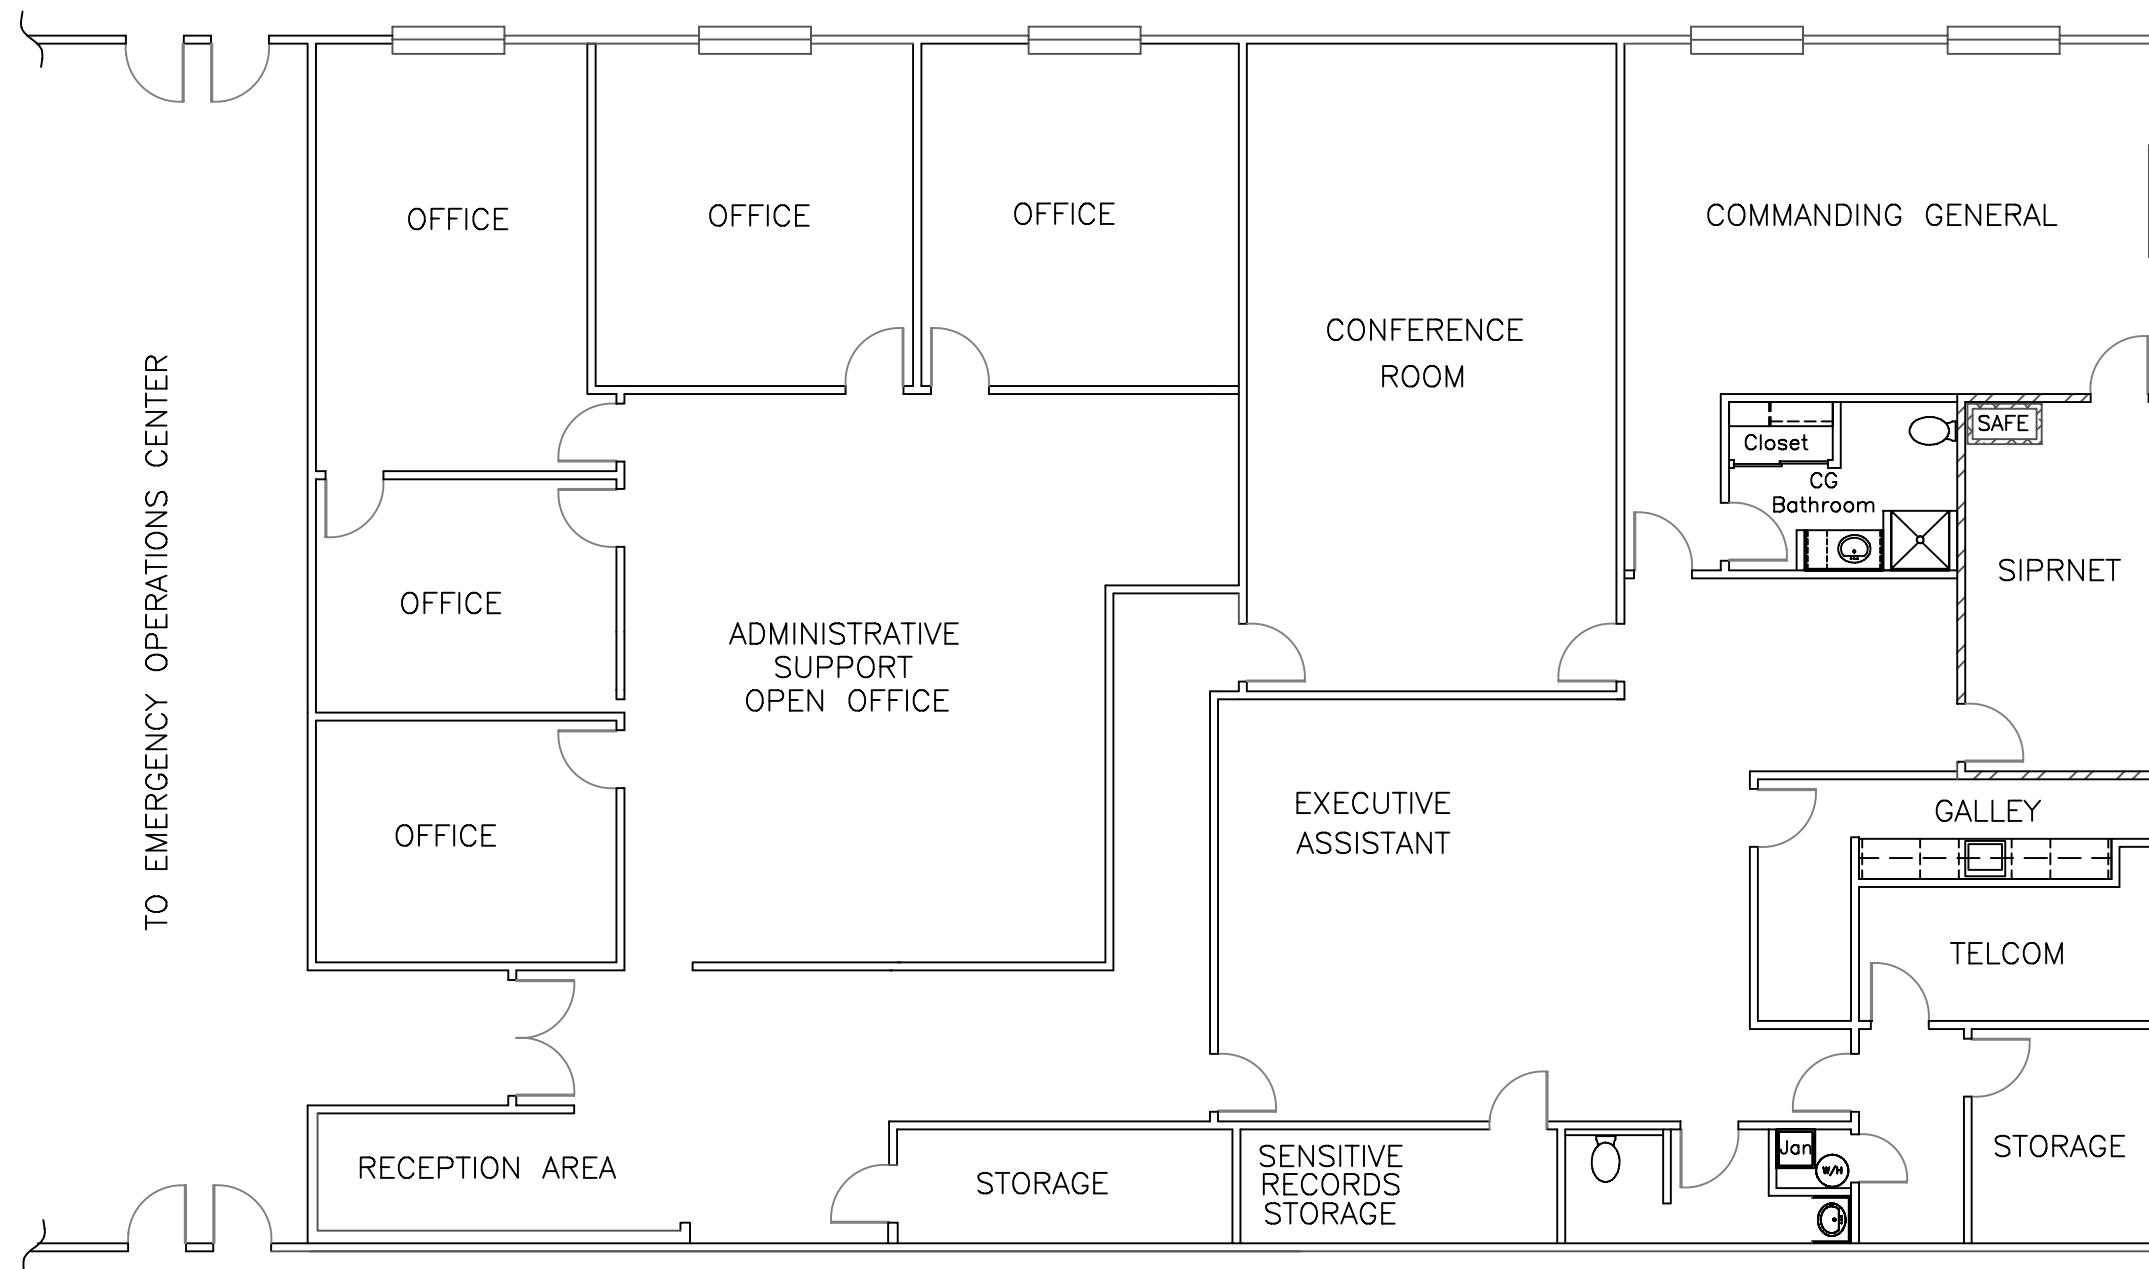 OFFICE
OFFICE
OFFICE
COMMANDING GENERAL
CONFERENCE
ROOM
TO EMERGENCY OPERATIONS CENTER
SAFE
Closet
CG
Bathroom
SIPRNET
OFFICE
ADMINISTRATIVE
SUPPORT
OPEN OFFICE
EXECUTIVE
ASSISTANT
GALLEY
OFFICE
TELCOM
RECEPTION AREA
STORAGE
SENSITIVE
RECORDS
STORAGE
Jan
W/H
STORAGE